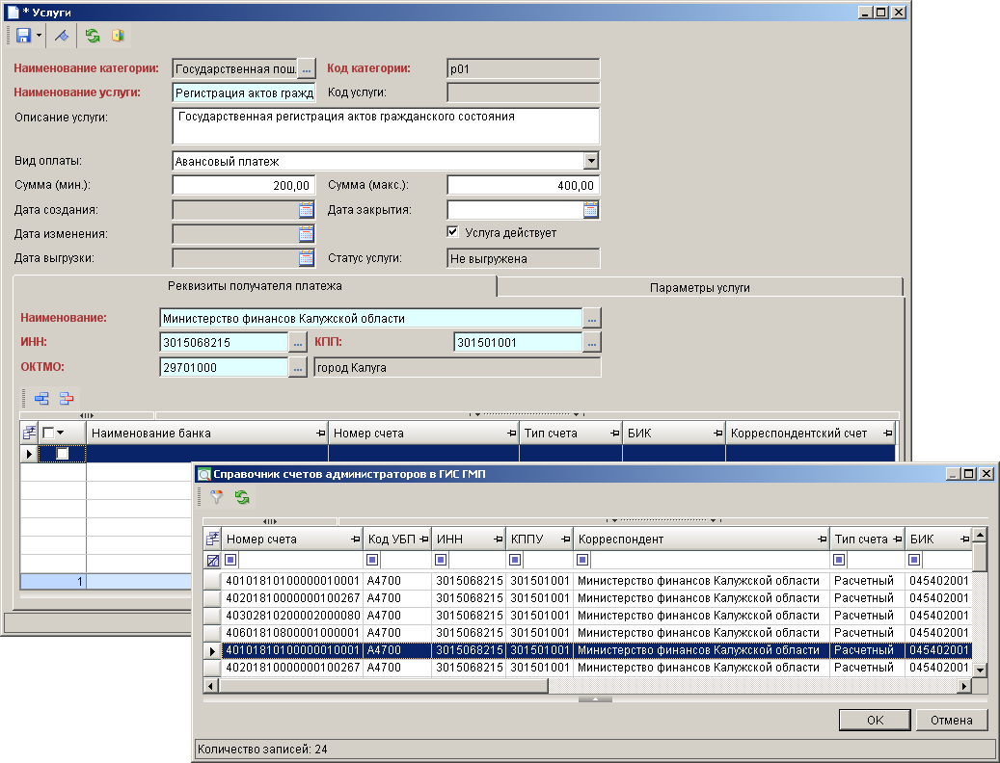 * Услуги
Наименование категории: Государственная пош. ... Код категории: p01
Наименование услуги: Регистрация актов гражд Код услуги:
Описание услуги: Государственная регистрация актов гражданского состояния
Вид оплаты: Авансовый платеж
Сумма (мин.): 200,00 Сумма (макс.): 400,00
Дата создания: Дата закрытия:
Дата изменения: Услуга действует
Дата выгрузки: Статус услуги: Не выгружена
Реквизиты получателя платежа Параметры услуги
Наименование: Министерство финансов Калужской области ...
ИНН: 3015068215 ... КПП: 301501001 ...
ОКТМО: 29701000 ... город Калуга
Наименование банка Номер счета Тип счета БИК Корреспондентский счет
1
Справочник счетов администраторов в ГИС ГМП
Номер счета Код УБП ИНН КППУ Корреспондент Тип счета БИК
40101810100000010001 А4700 3015068215 301501001 Министерство финансов Калужской области Расчетный 045402001
40201810000000100267 А4700 3015068215 301501001 Министерство финансов Калужской области Расчетный 045402001
40302810200002000080 А4700 3015068215 301501001 Министерство финансов Калужской области Расчетный 045402001
40601810800001000001 А4700 3015068215 301501001 Министерство финансов Калужской области Расчетный 045402001
40101810100000010001 А4700 3015068215 301501001 Министерство финансов Калужской области Расчетный 045402001
40201810000000100267 А4700 3015068215 301501001 Министерство финансов Калужской области Расчетный 045402001
ОК Отмена
Количество записей: 24